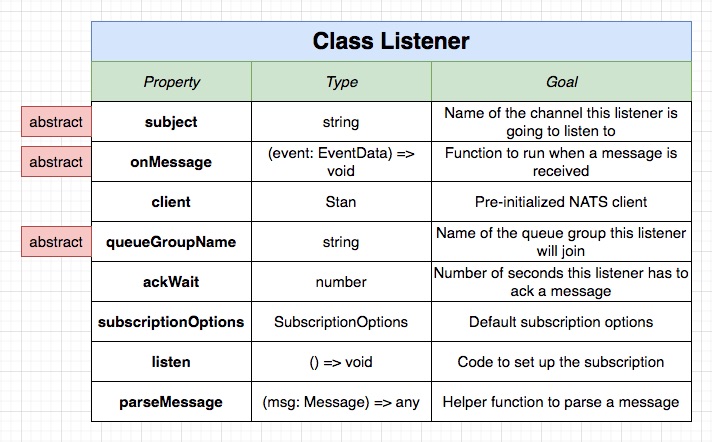 Class Listener
Property Type Goal
abstract subject string Name of the channel this listener is
going to listen to
abstract onMessage (event: EventData) =>
void Function to run when a message is
received
client Stan Pre-initialized NATS client
abstract queueGroupName string Name of the queue group this listener
will join
ackWait number Number of seconds this listener has to
ack a message
subscriptionOptions SubscriptionOptions Default subscription options
listen () => void Code to set up the subscription
parseMessage (msg: Message) => any Helper function to parse a message